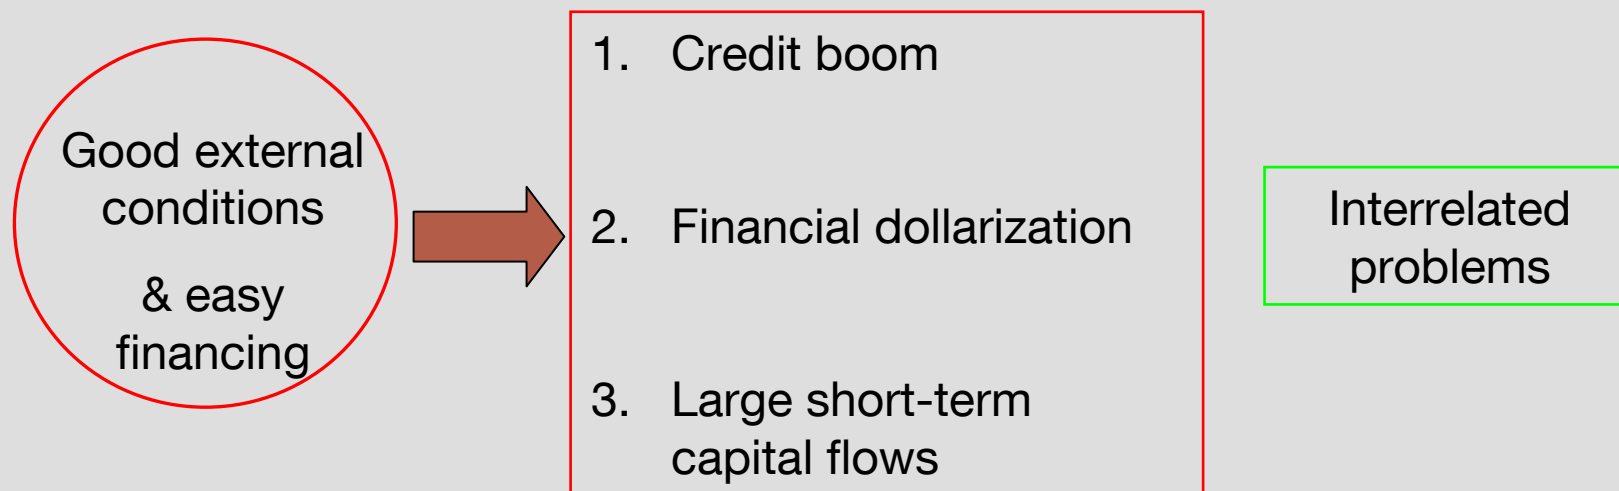 Good external
conditions
& easy
financing
1. Credit boom
2. Financial dollarization
3. Large short-term
capital flows
Interrelated
problems